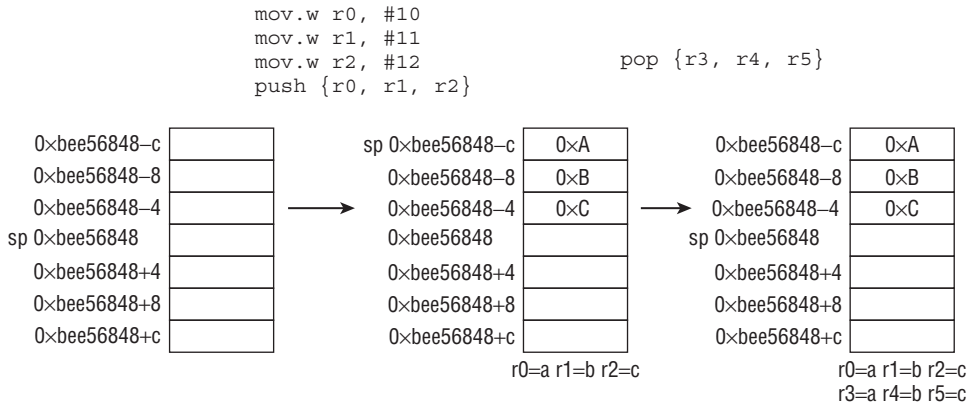 mov.w r0, #10
mov.w r1, #11
mov.w r2, #12
push {r0, r1, r2}
pop {r3, r4, r5}
0×bee56848–c
0×bee56848–8
0×bee56848–4
sp 0×bee56848
0×bee56848+4
0×bee56848+8
0×bee56848+c
sp 0×bee56848–c 0×A
0×bee56848–8 0×B
0×bee56848–4 0×C
0×bee56848
0×bee56848+4
0×bee56848+8
0×bee56848+c
r0=a r1=b r2=c
0×bee56848–c 0×A
0×bee56848–8 0×B
0×bee56848–4 0×C
sp 0×bee56848
0×bee56848+4
0×bee56848+8
0×bee56848+c
r0=a r1=b r2=c
r3=a r4=b r5=c